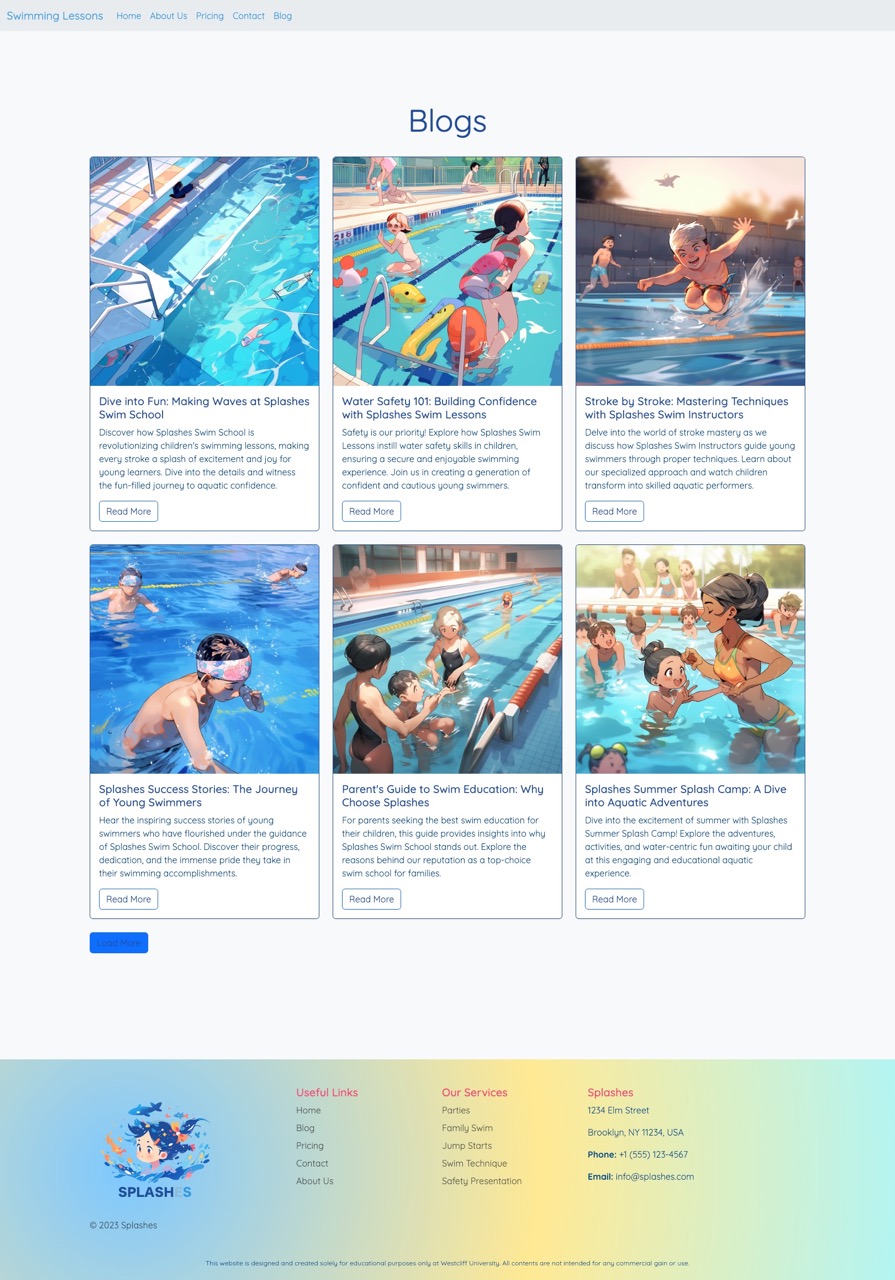 Swimming Lessons Home About Us Pricing Contact Blog
Blogs
Dive into Fun: Making Waves at Splashes
Swim School
Discover how Splashes Swim School is
revolutionizing children's swimming lessons, making
every stroke a splash of excitement and joy for
young learners. Dive into the details and witness
the fun-filled journey to aquatic confidence.
Read More
Water Safety 101: Building Confidence
with Splashes Swim Lessons
Safety is our priority! Explore how Splashes Swim
Lessons instill water safety skills in children,
ensuring a secure and enjoyable swimming
experience. Join us in creating a generation of
confident and cautious young swimmers.
Read More
Stroke by Stroke: Mastering Techniques
with Splashes Swim Instructors
Delve into the world of stroke mastery as we
discuss how Splashes Swim Instructors guide young
swimmers through proper techniques. Learn about
our specialized approach and watch children
transform into skilled aquatic performers.
Read More
Splashes Success Stories: The Journey
of Young Swimmers
Hear the inspiring success stories of young
swimmers who have flourished under the guidance
of Splashes Swim School. Discover their progress,
dedication, and the immense pride they take in
their swimming accomplishments.
Read More
Parent's Guide to Swim Education: Why
Choose Splashes
For parents seeking the best swim education for
their children, this guide provides insights into why
Splashes Swim School stands out. Explore the
reasons behind our reputation as a top-choice
swim school for families.
Read More
Splashes Summer Splash Camp: A Dive
into Aquatic Adventures
Dive into the excitement of summer with Splashes
Summer Splash Camp! Explore the adventures,
activities, and water-centric fun awaiting your child
at this engaging and educational aquatic
experience.
Read More
Load More
SPLASHES
© 2023 Splashes
Useful Links
Home
Blog
Pricing
Contact
About Us
Our Services
Parties
Family Swim
Jump Starts
Swim Technique
Safety Presentation
Splashes
1234 Elm Street
Brooklyn, NY 11234, USA
Phone: +1 (555) 123-4567
Email: info@splashes.com
This website is designed and created solely for educational purposes only at Westcliff University. All contents are not intended for any commercial gain or use.